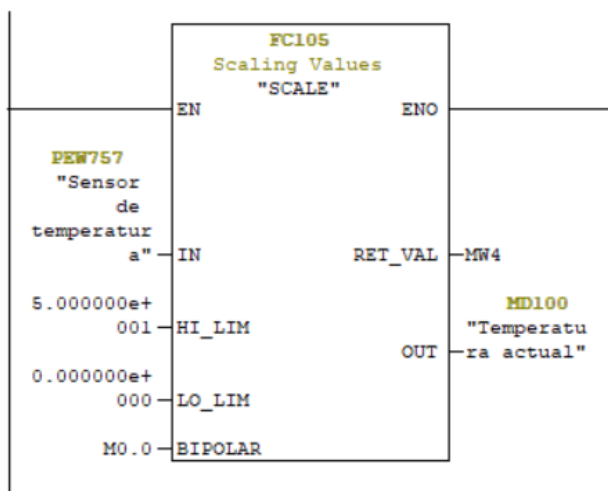 FC105
Scaling Values
"SCALE"
EN ENO
PEW757
"Sensor
de
temperatur
a" IN RET_VAL MW4
5.000000e+
001 HI_LIM
MD100
"Temperatu
OUT ra actual"
0.000000e+
000 LO_LIM
M0.0 BIPOLAR